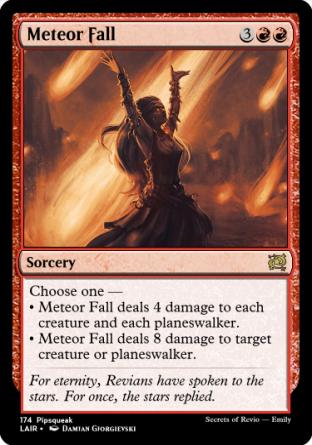 Meteor Fall 3
Sorcery
Choose one —
• Meteor Fall deals 4 damage to each
creature and each planeswalker.
• Meteor Fall deals 8 damage to target
creature or planeswalker.
For eternity, Revians have spoken to the
stars. For once, the stars replied.
174 Pipsqueak Secrets of Revio — Emily
LAIR • Damian Gjorgievski